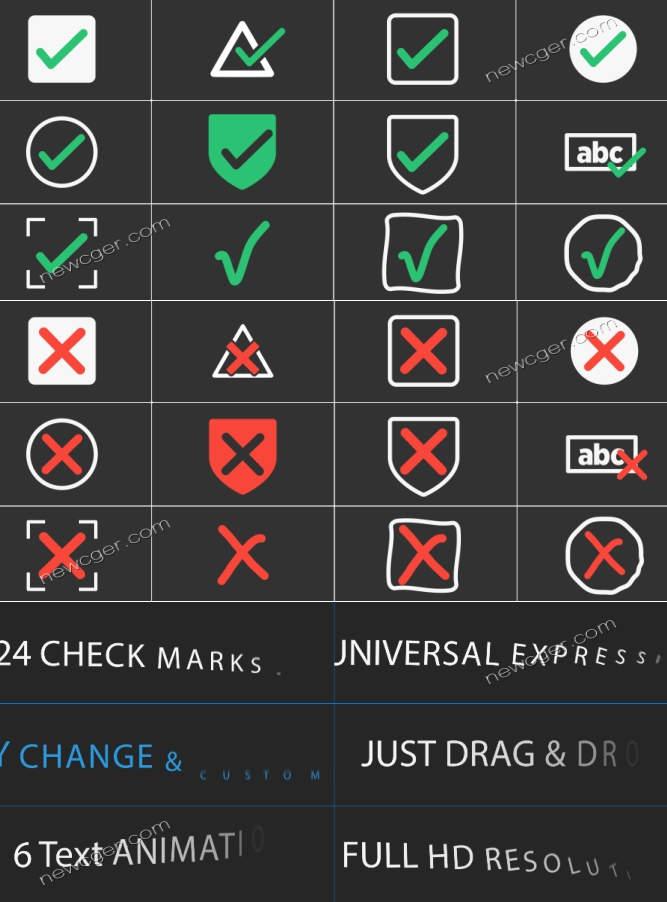 newcger.com
abc
newcger.com
newcger.com
abc
newcger.com
24 CHECK MARKS
UNIVERSAL EXPRESS
newcger.com
Y CHANGE & CUSTOM
JUST DRAG & DRO
6 Text ANIMATIO
FULL HD RESOLUT
newcger.com